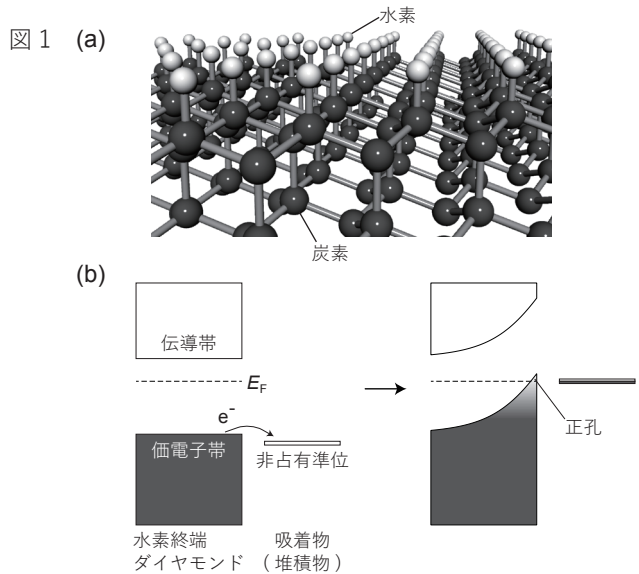 図1 (a)
水素
炭素
(b)
伝導帯
E_F
e⁻
価電子帯
非占有準位
正孔
水素終端
ダイヤモンド
吸着物
(堆積物)